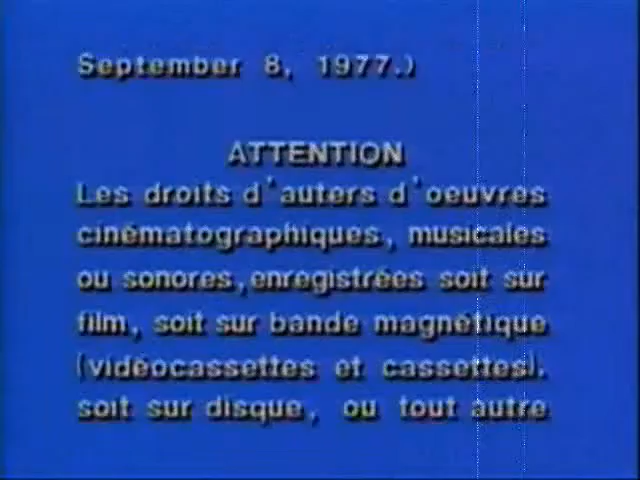 September 8, 1977.)
ATTENTION
Les droits d'auters d'oeuvres
cinématographiques, musicales
ou sonores,enregistrées soit sur
film, soit sur bande magnétique
(vidéocassettes et cassettes),
soit sur disque, ou tout autre